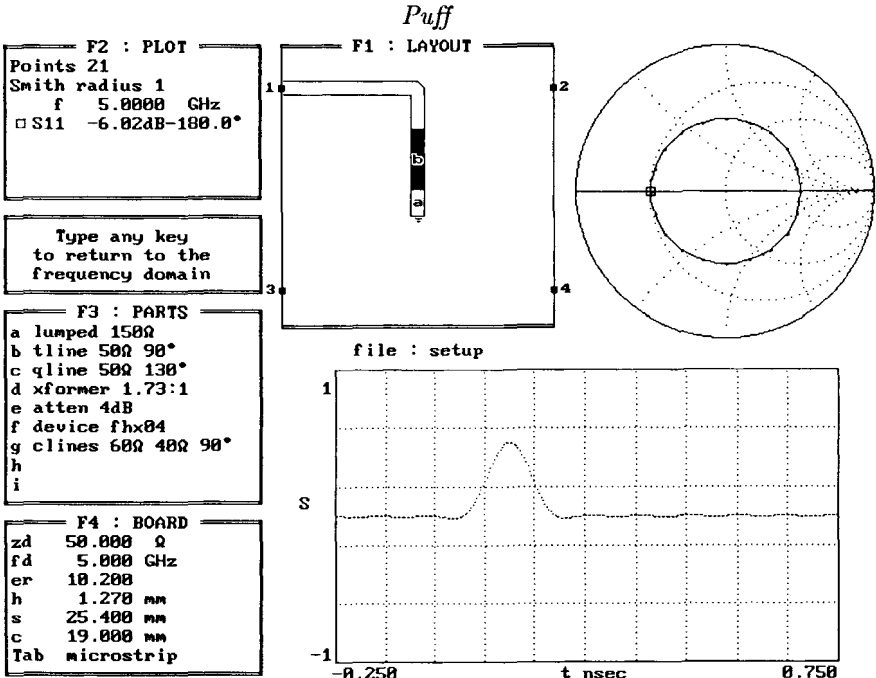 Puff
F2 : PLOT
Points 21
Smith radius 1
f 5.0000 GHz
S11 -6.02dB-180.0°
Type any key
to return to the
frequency domain
F3 : PARTS
a lumped 150Ω
b tline 50Ω 90°
c qline 50Ω 130°
d xformer 1.73:1
e atten 4dB
f device fhx04
g clines 60Ω 40Ω 90°
h
i
F4 : BOARD
zd 50.000 Ω
fd 5.000 GHz
er 10.200
h 1.270 mm
s 25.400 mm
c 19.000 mm
Tab microstrip
F1 : LAYOUT
1
2
b
a
3
4
file : setup
1
S
-1
-0.250 t nsec 0.750